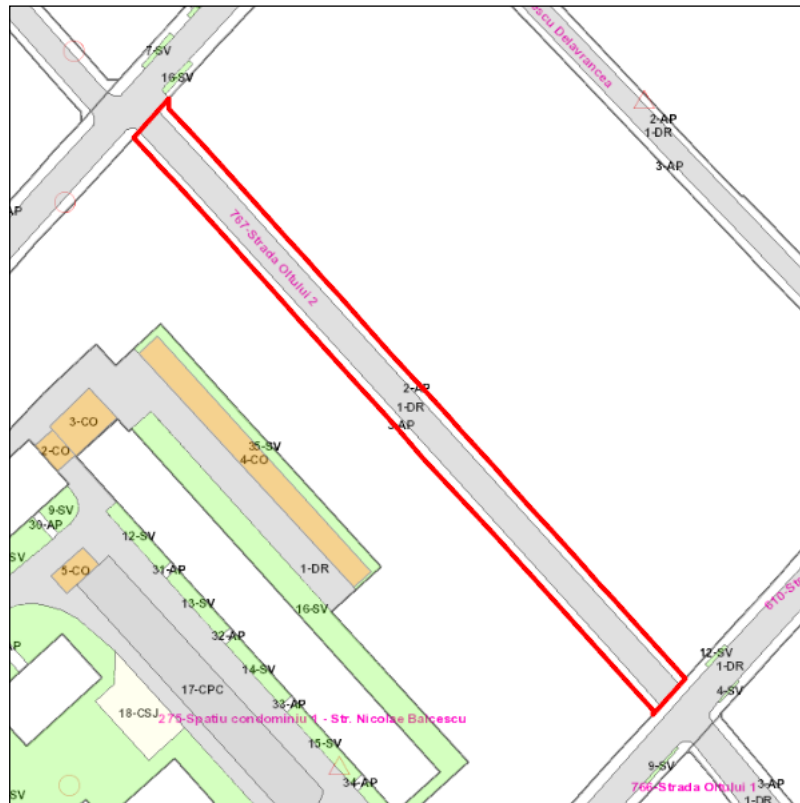 7-SV
16-SV
escu Delavrancea
2-AP
1-DR
3-AP
AP
767-Strada Oltului 2
2-AP
1-DR
3-AP
3-CO
2-CO
35-SV
4-CO
9-SV
30-AP
SV
12-SV
5-CO
31-AP
1-DR
13-SV
16-SV
32-AP
AP
14-SV
12-SV
1-DR
17-CPC
4-SV
33-AP
18-CSJ
275-Spatiu condominiu 1 - Str. Nicolae Balcescu
15-SV
9-SV
34-AP
3-AP
766-Strada Oltului 1
SV
1-DR